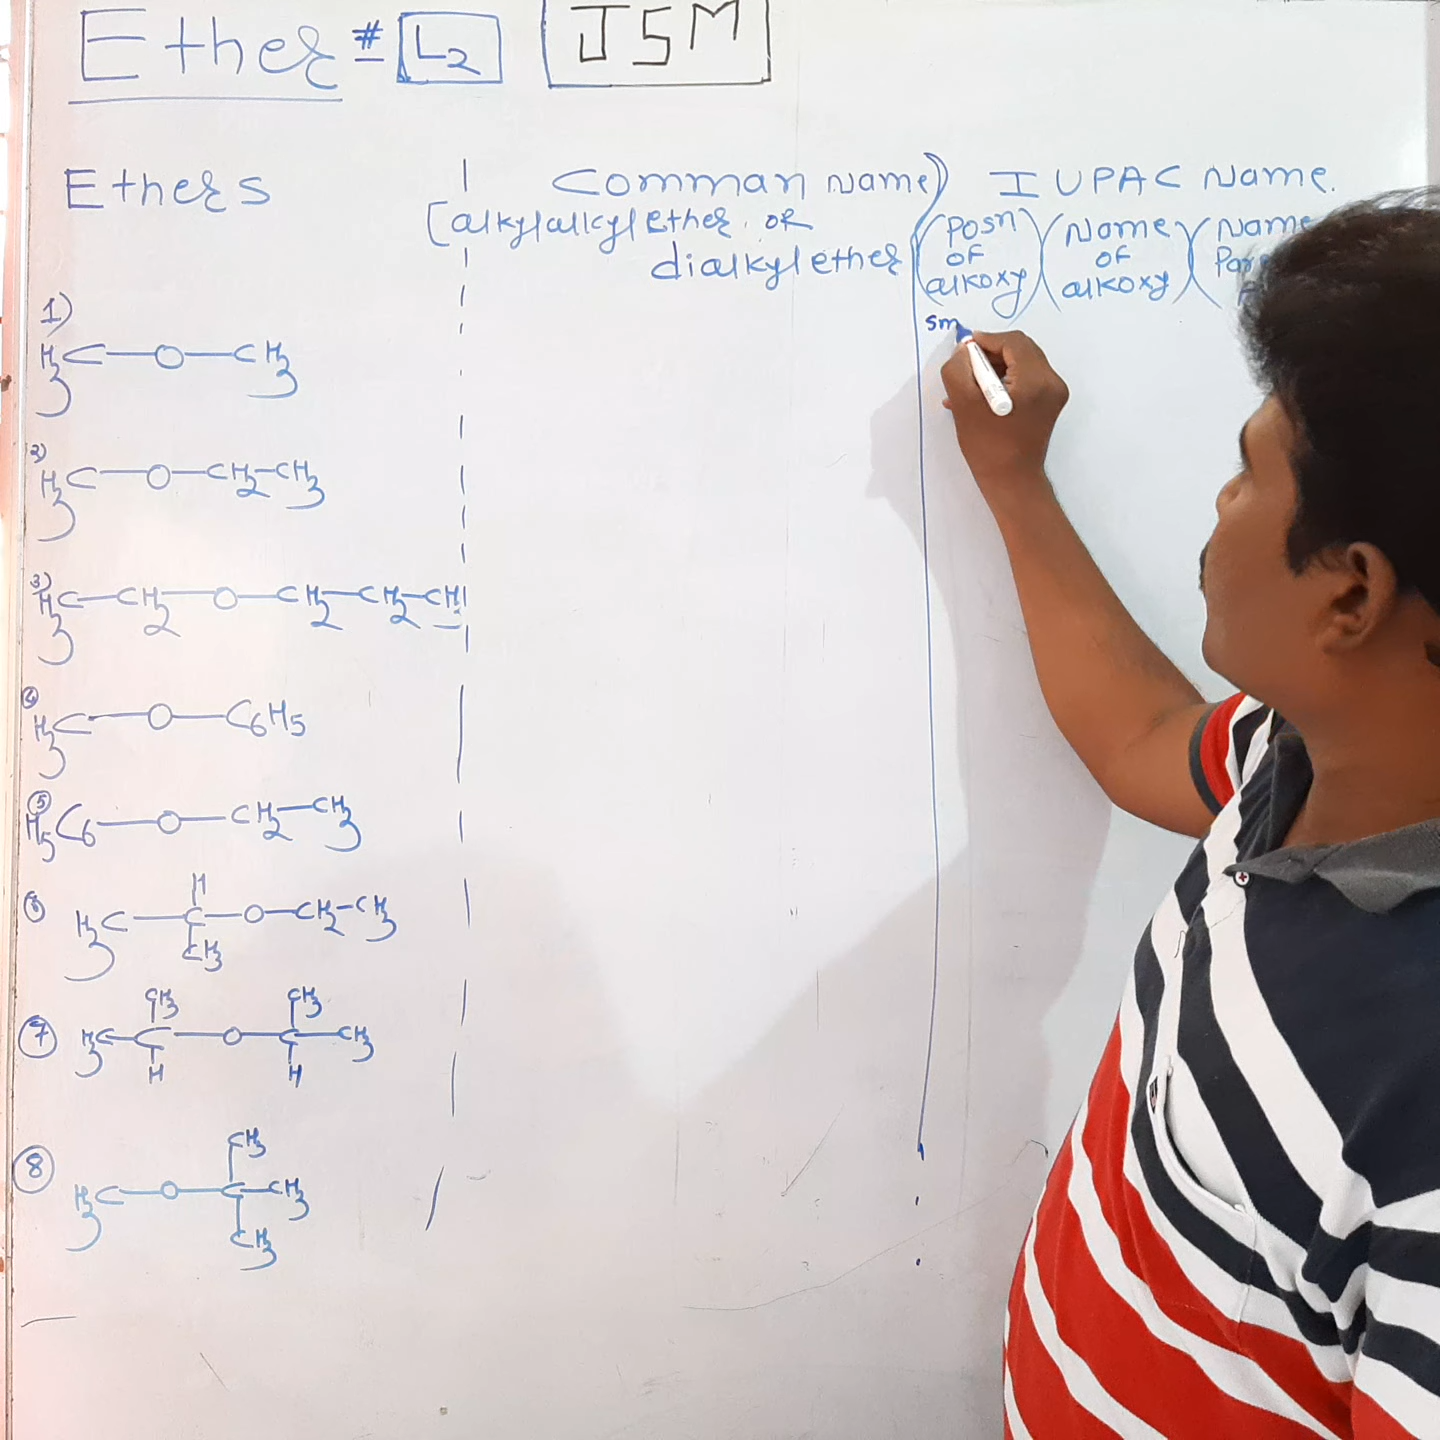 Ether # L2 JSM
Ethers
Comman Name) IUPAC Name.
[alkylalkylEther. OR
dialkylether
(Posn of alkoxy) (Name of alkoxy) (Name
sm
1)
H3C—O—CH3
2)
H3C—O—CH2—CH3
3)
H3C—CH2—O—CH2—CH2—CH3
4
H3C—O—C6H5
5
H5C6—O—CH2—CH3
6
H
H3C—C—O—CH2—CH3
CH3
7
CH3 CH3
H3C—C—O—C—CH3
H H
8
CH3
H3C—O—C—CH3
CH3